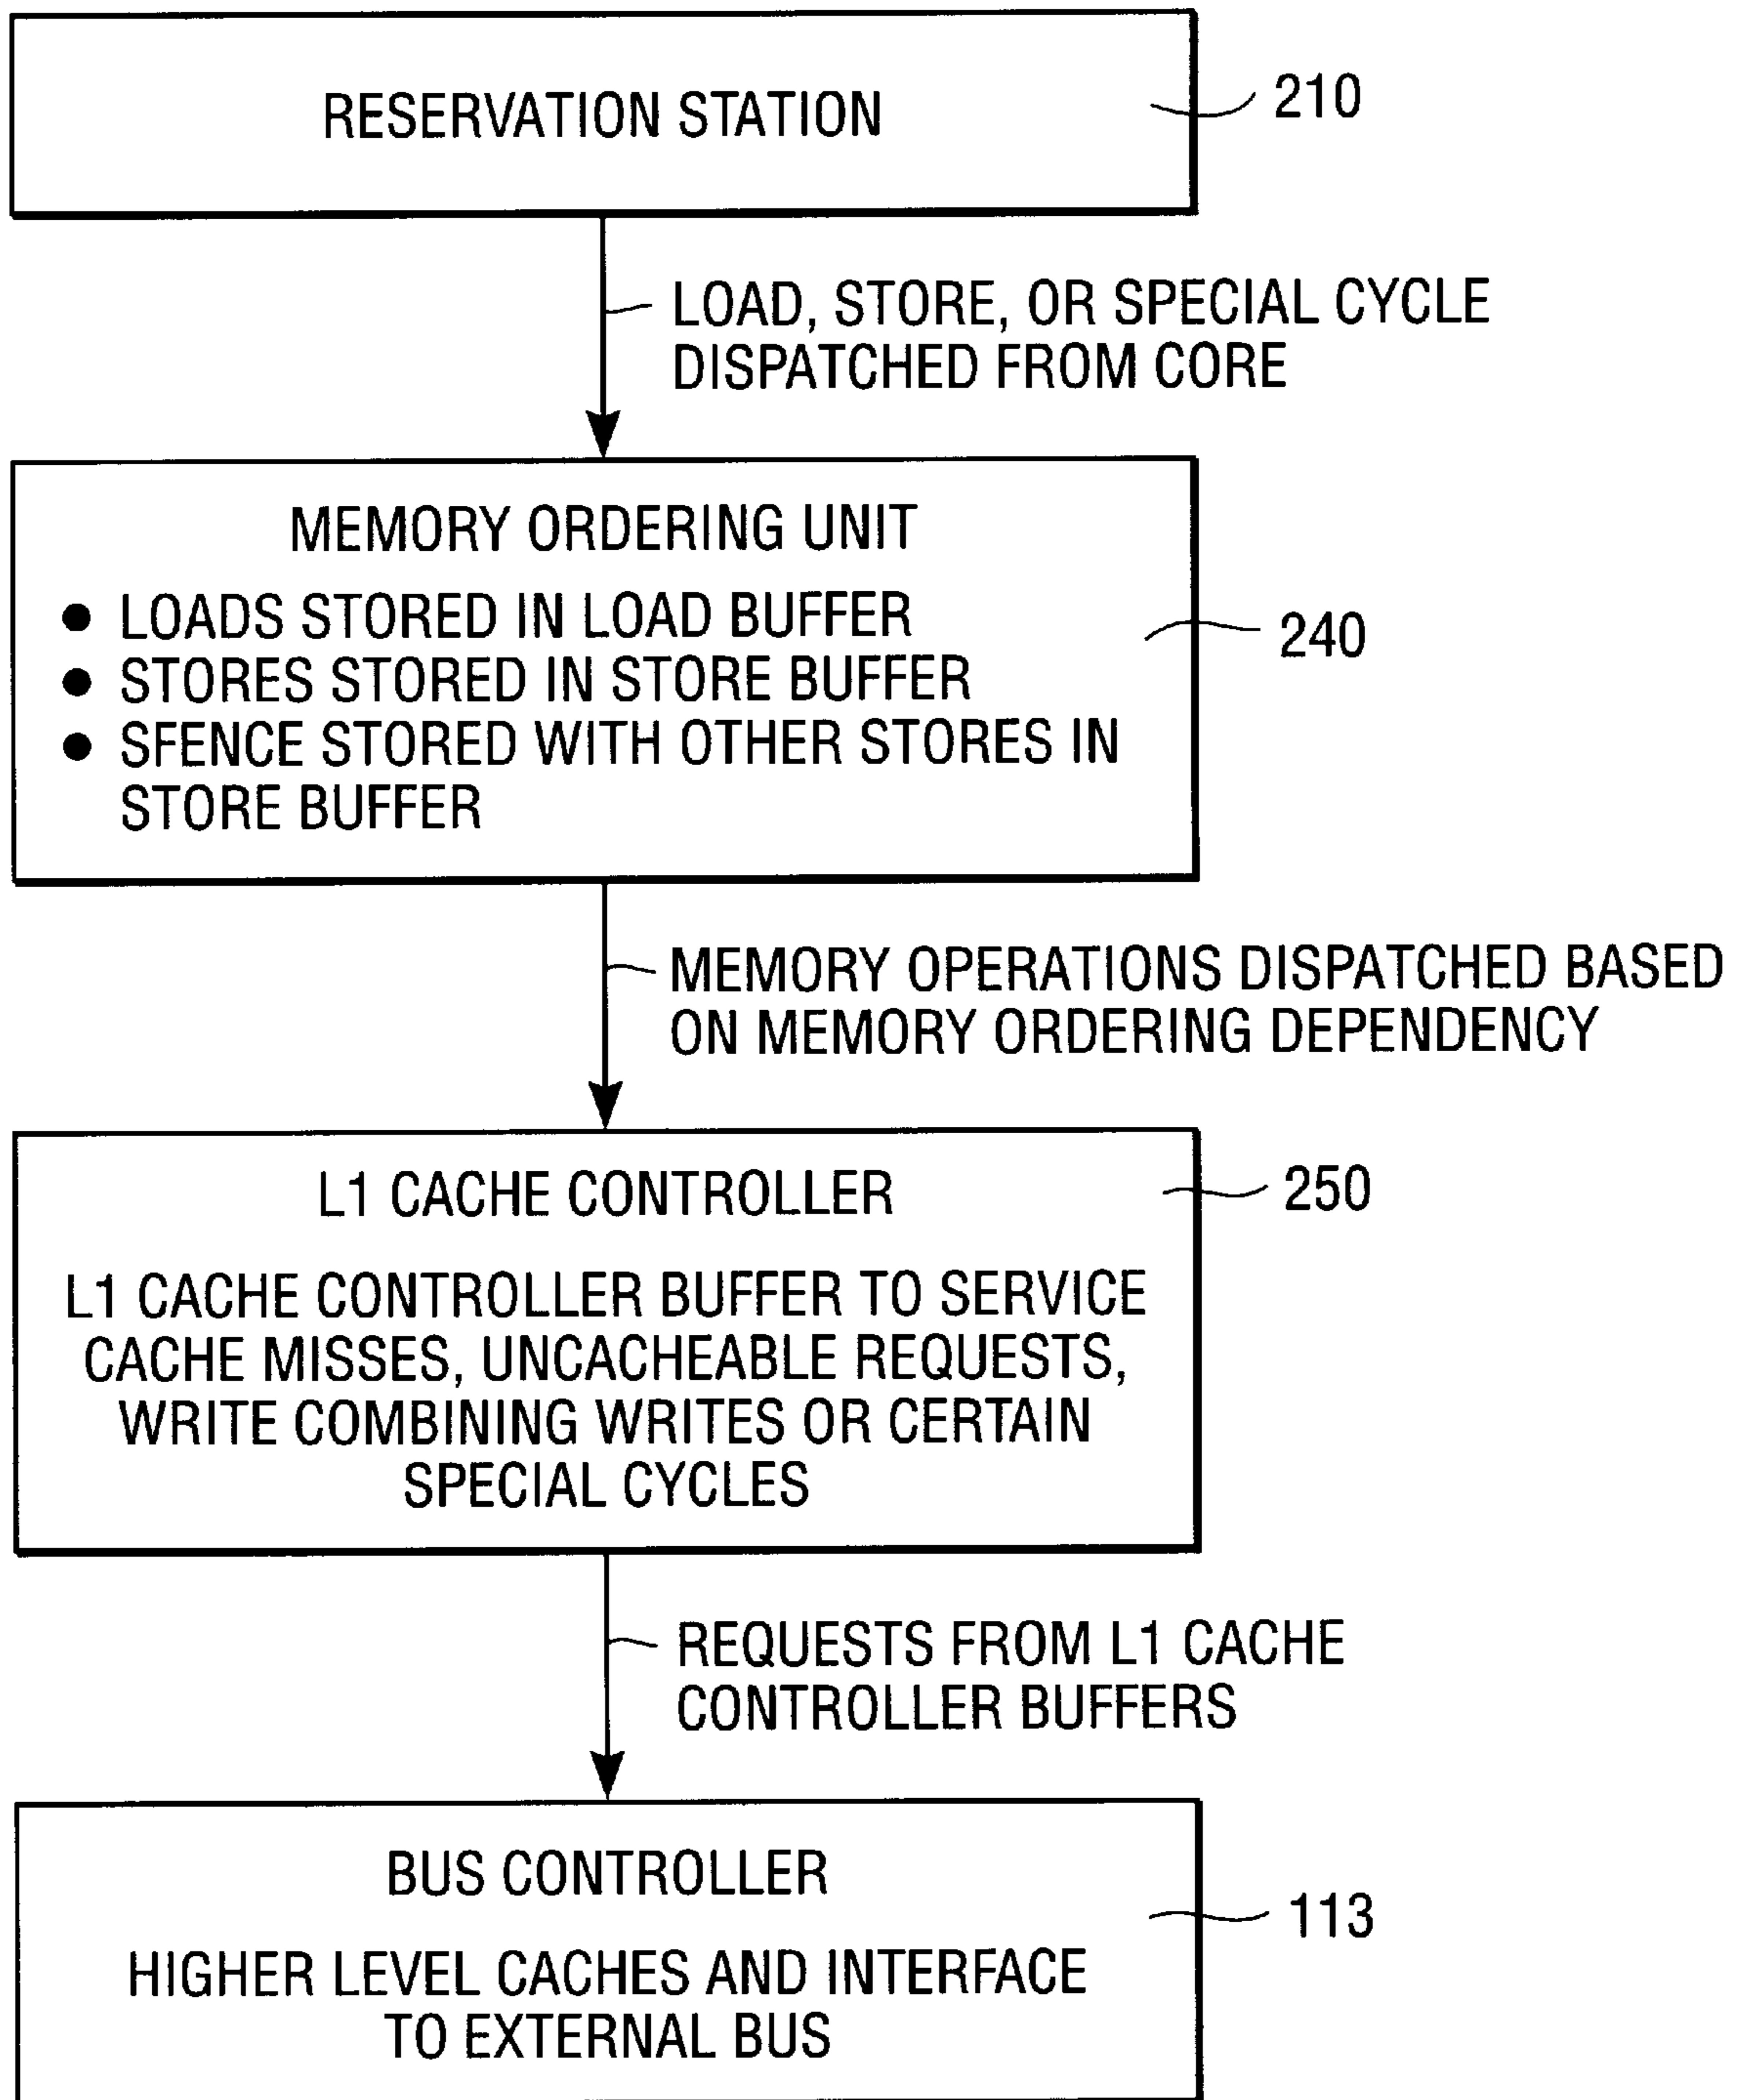 RESERVATION STATION
210
LOAD, STORE, OR SPECIAL CYCLE
DISPATCHED FROM CORE
MEMORY ORDERING UNIT
● LOADS STORED IN LOAD BUFFER
● STORES STORED IN STORE BUFFER
● SFENCE STORED WITH OTHER STORES IN
STORE BUFFER
240
MEMORY OPERATIONS DISPATCHED BASED
ON MEMORY ORDERING DEPENDENCY
L1 CACHE CONTROLLER
250
L1 CACHE CONTROLLER BUFFER TO SERVICE
CACHE MISSES, UNCACHEABLE REQUESTS,
WRITE COMBINING WRITES OR CERTAIN
SPECIAL CYCLES
REQUESTS FROM L1 CACHE
CONTROLLER BUFFERS
BUS CONTROLLER
113
HIGHER LEVEL CACHES AND INTERFACE
TO EXTERNAL BUS